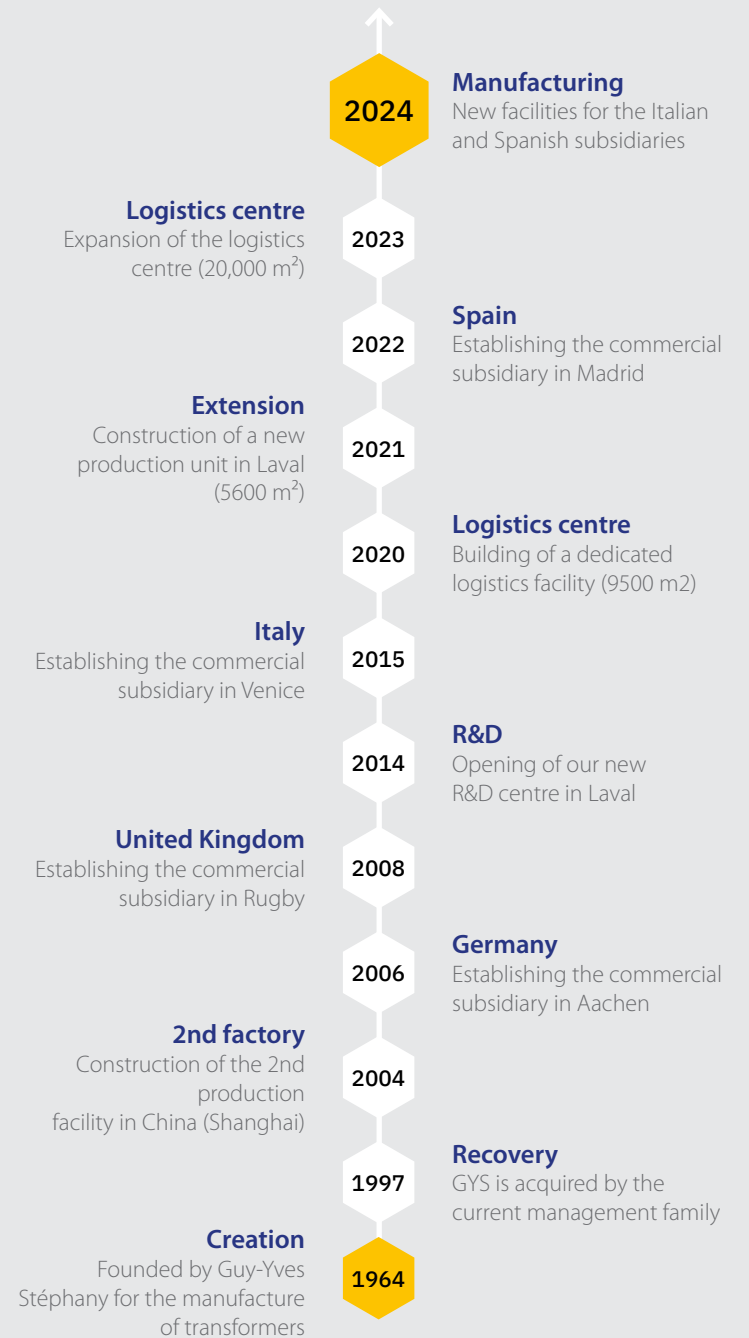 2024
Manufacturing
New facilities for the Italian
and Spanish subsidiaries
Logistics centre
Expansion of the logistics
centre (20,000 m²)
2023
Spain
Establishing the commercial
subsidiary in Madrid
2022
Extension
Construction of a new
production unit in Laval
(5600 m²)
2021
Logistics centre
Building of a dedicated
logistics facility (9500 m2)
2020
Italy
Establishing the commercial
subsidiary in Venice
2015
R&D
Opening of our new
R&D centre in Laval
2014
United Kingdom
Establishing the commercial
subsidiary in Rugby
2008
Germany
Establishing the commercial
subsidiary in Aachen
2006
2nd factory
Construction of the 2nd
production
facility in China (Shanghai)
2004
Recovery
GYS is acquired by the
current management family
1997
Creation
Founded by Guy-Yves
Stéphany for the manufacture
of transformers
1964